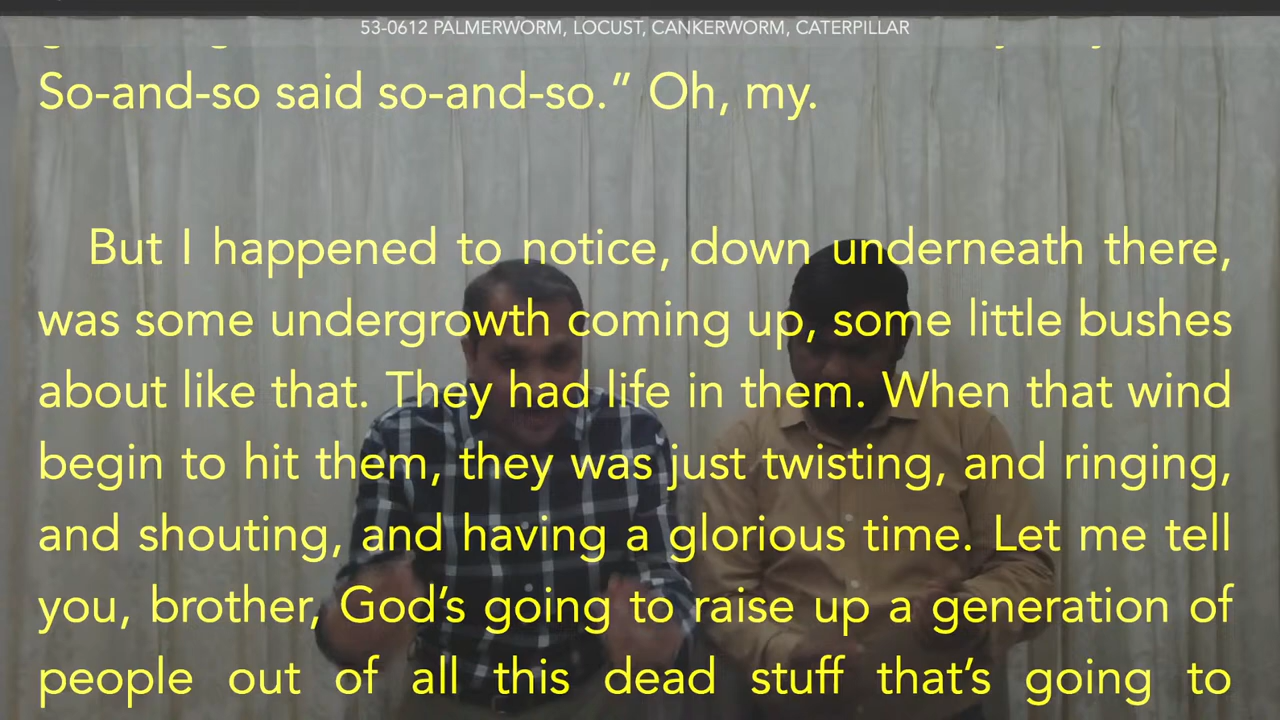 53-0612 PALMERWORM, LOCUST, CANKERWORM, CATERPILLAR
So-and-so said so-and-so.” Oh, my.
But I happened to notice, down underneath there,
was some undergrowth coming up, some little bushes
about like that. They had life in them. When that wind
begin to hit them, they was just twisting, and ringing,
and shouting, and having a glorious time. Let me tell
you, brother, God’s going to raise up a generation of
people out of all this dead stuff that’s going to